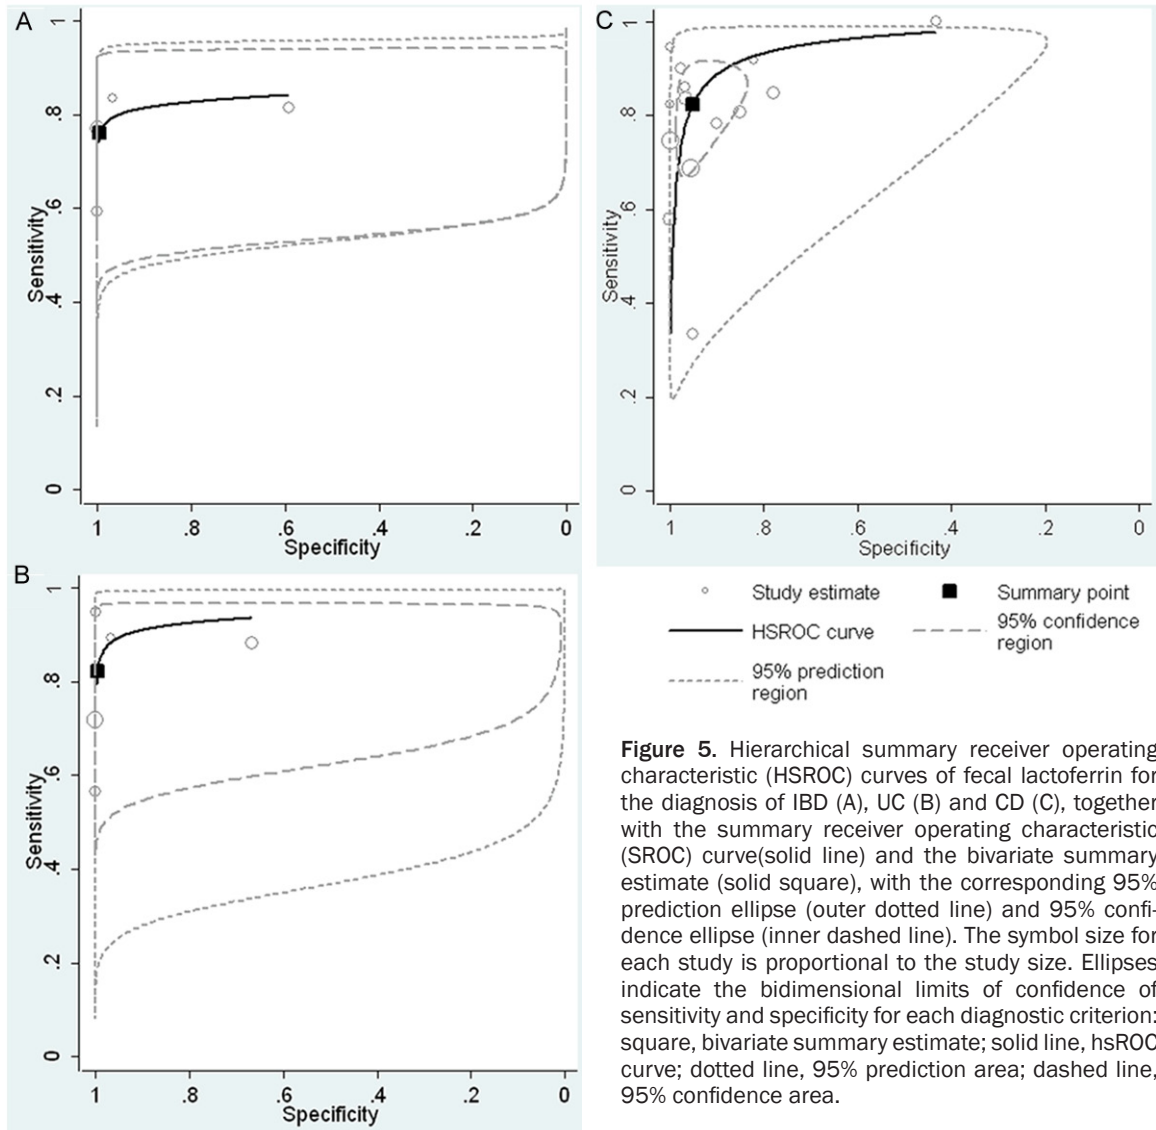 A
1
.8
.6
.4
.2
0
Sensitivity
1
.8
.6
.4
.2
0
Specificity
B
1
.8
.6
.4
.2
0
Sensitivity
1
.8
.6
.4
.2
0
Specificity
C
1
.8
.6
.4
.2
0
Sensitivity
1
.8
.6
.4
.2
0
Specificity
Study estimate
Summary point
HSROC curve
95% confidence
region
95% prediction
region
Figure 5. Hierarchical summary receiver operating
characteristic (HSROC) curves of fecal lactoferrin for
the diagnosis of IBD (A), UC (B) and CD (C), together
with the summary receiver operating characteristic
(SROC) curve(solid line) and the bivariate summary
estimate (solid square), with the corresponding 95%
prediction ellipse (outer dotted line) and 95% confi-
dence ellipse (inner dashed line). The symbol size for
each study is proportional to the study size. Ellipses
indicate the bidimensional limits of confidence of
sensitivity and specificity for each diagnostic criterion:
square, bivariate summary estimate; solid line, hsROC
curve; dotted line, 95% prediction area; dashed line,
95% confidence area.